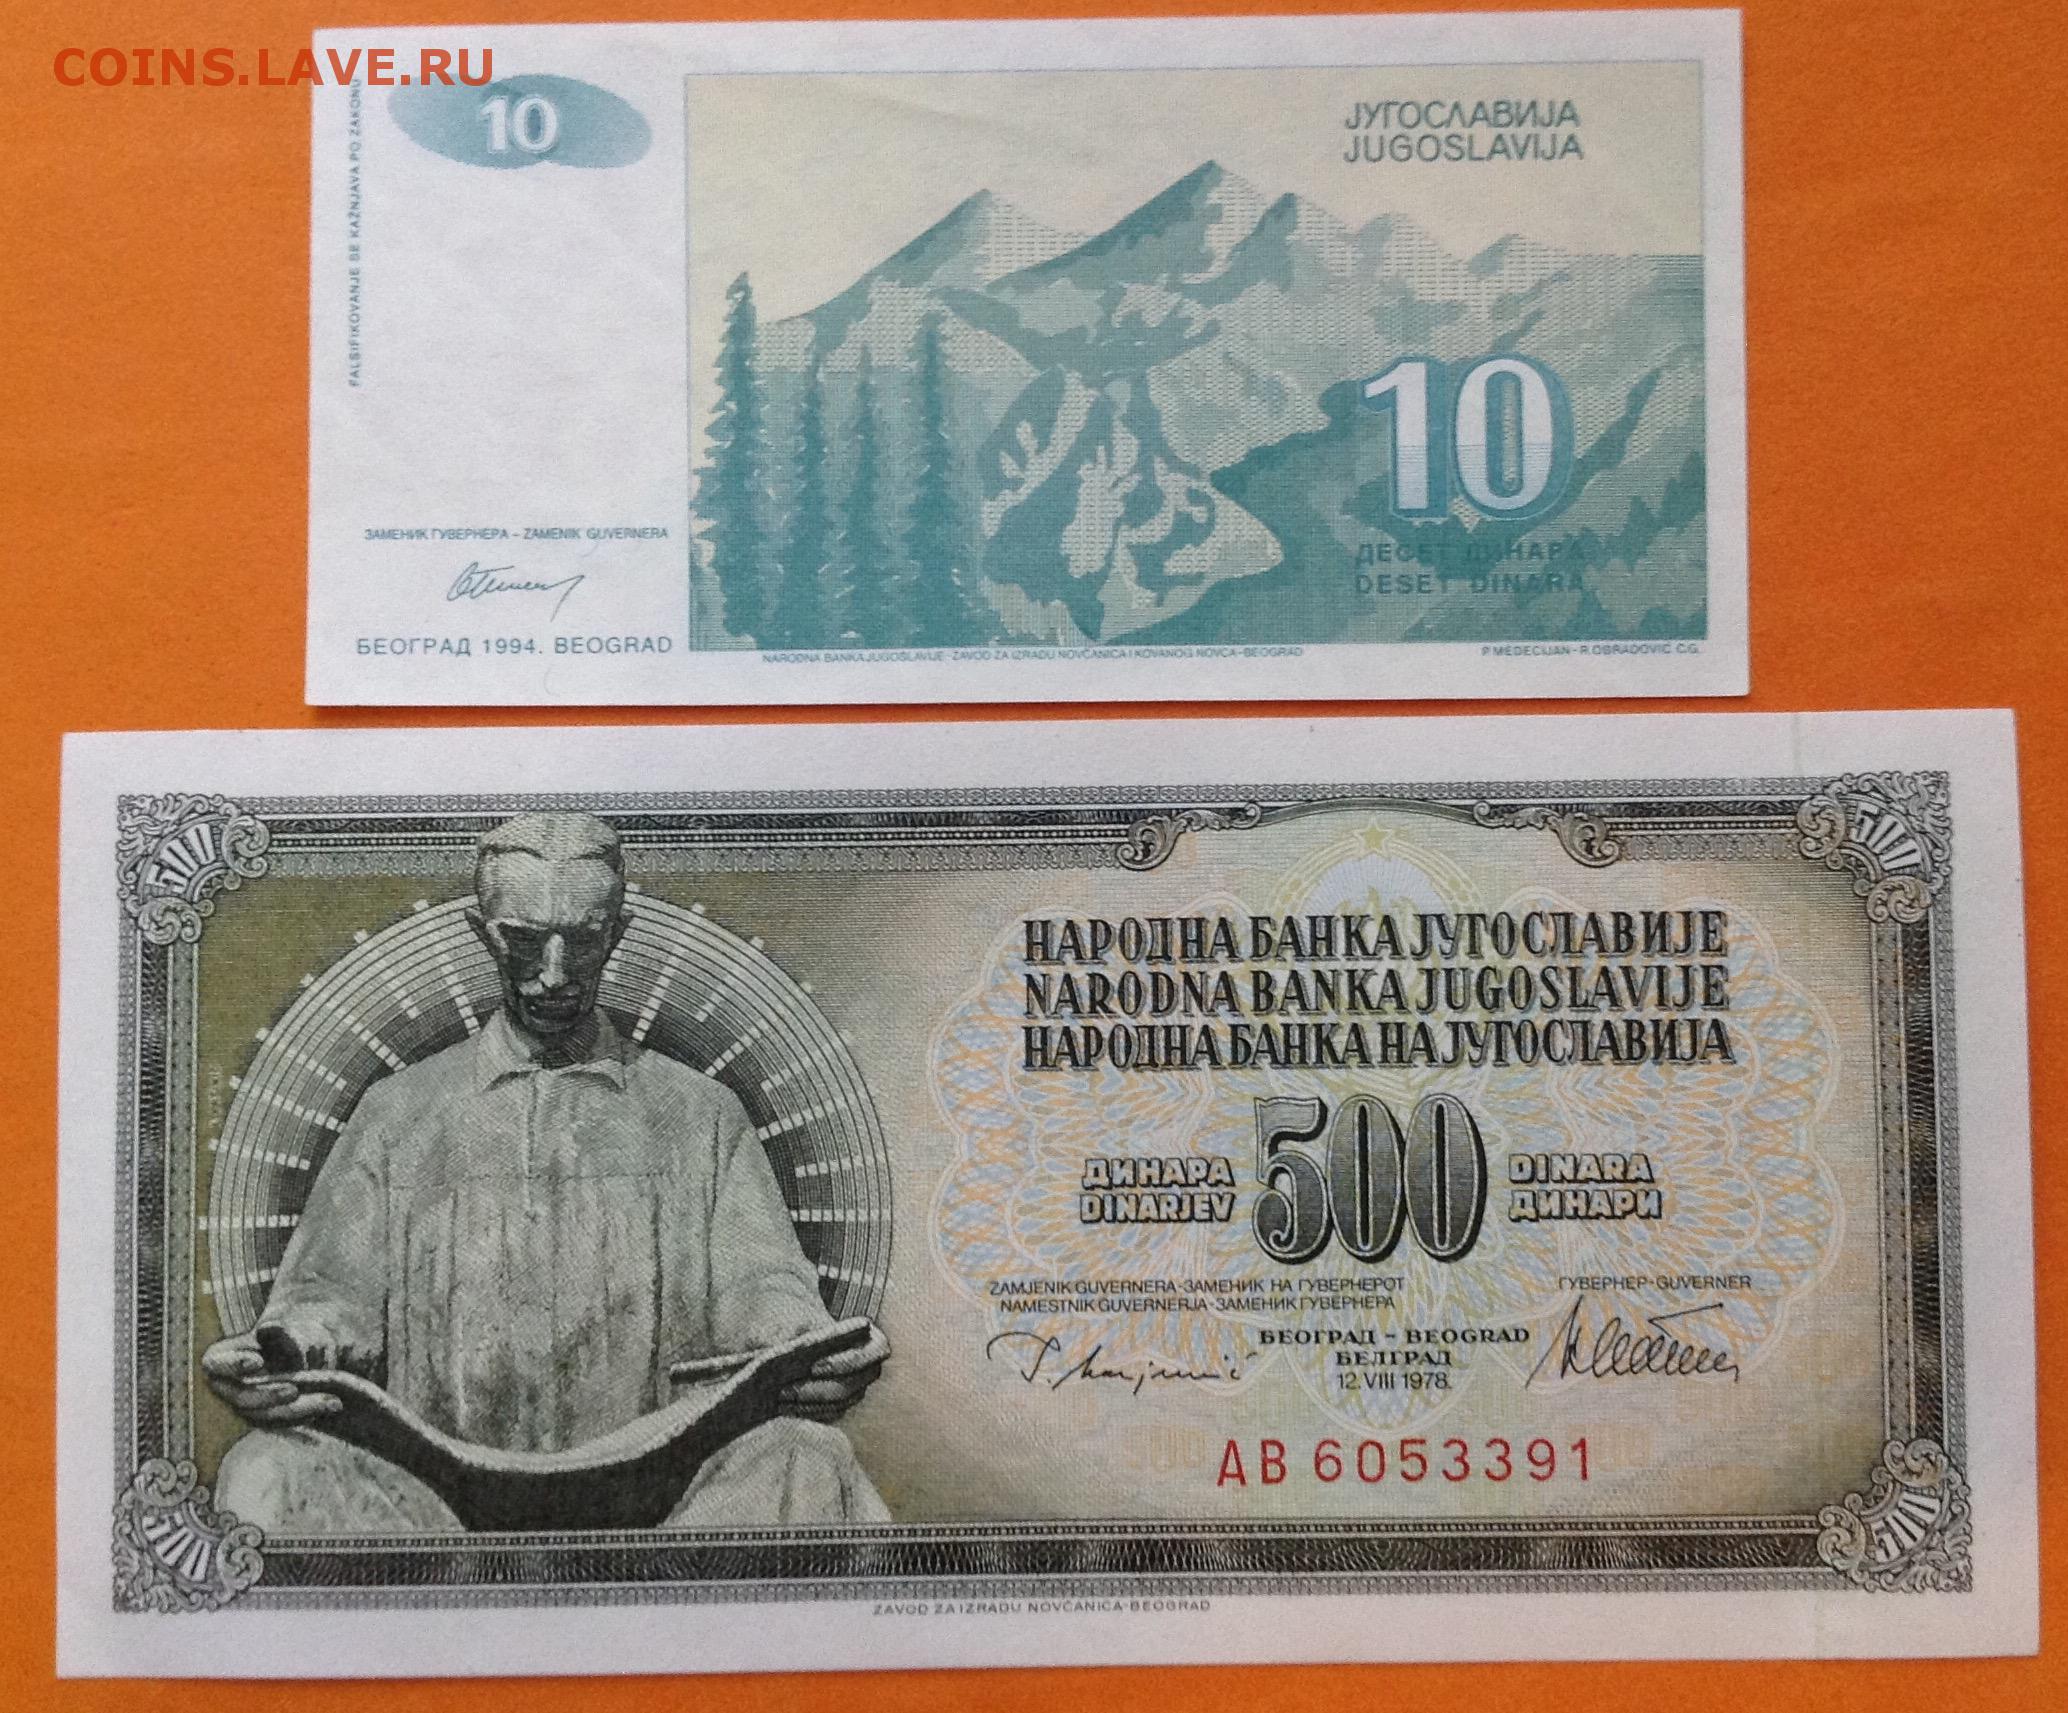 COINS.LAVE.RU
FALSIFIKOVANJE SE KAŽNJAVA PO ZAKONU
10
ЈУГОСЛАВИЈА
JUGOSLAVIJA
10
ДЕСЕТ ДИНАРА
DESET DINARA
ЗАМЕНИК ГУВЕРНЕРА - ZAMENIK GUVERNERA
БЕОГРАД 1994. BEOGRAD
NARODNA BANKA JUGOSLAVIJE-ZAVOD ZA IZRADU NOVČANICA I KOVANOG NOVCA-BEOGRAD
P. MEDECIJAN-R. OBRADOVIĆ C.G.
500
500
НАРОДНА БАНКА ЈУГОСЛАВИЈЕ
NARODNA BANKA JUGOSLAVIJE
НАРОДНА БАНКА НА ЈУГОСЛАВИЈА
ДИНАРА 500 DINARA
DINARJEV ДИНАРИ
ZAMJENIK GUVERNERA-ЗАМЕНИК НА ГУВЕРНЕРОТ ГУВЕРНЕР-GUVERNER
NAMESTNIK GUVERNERJA-ЗАМЕНИК ГУВЕРНЕРА
БЕОГРАД - BEOGRAD
БЕЛГРАД
12. VIII 1978.
AB 6053391
500
500
ZAVOD ZA IZRADU NOVČANICA-BEOGRAD